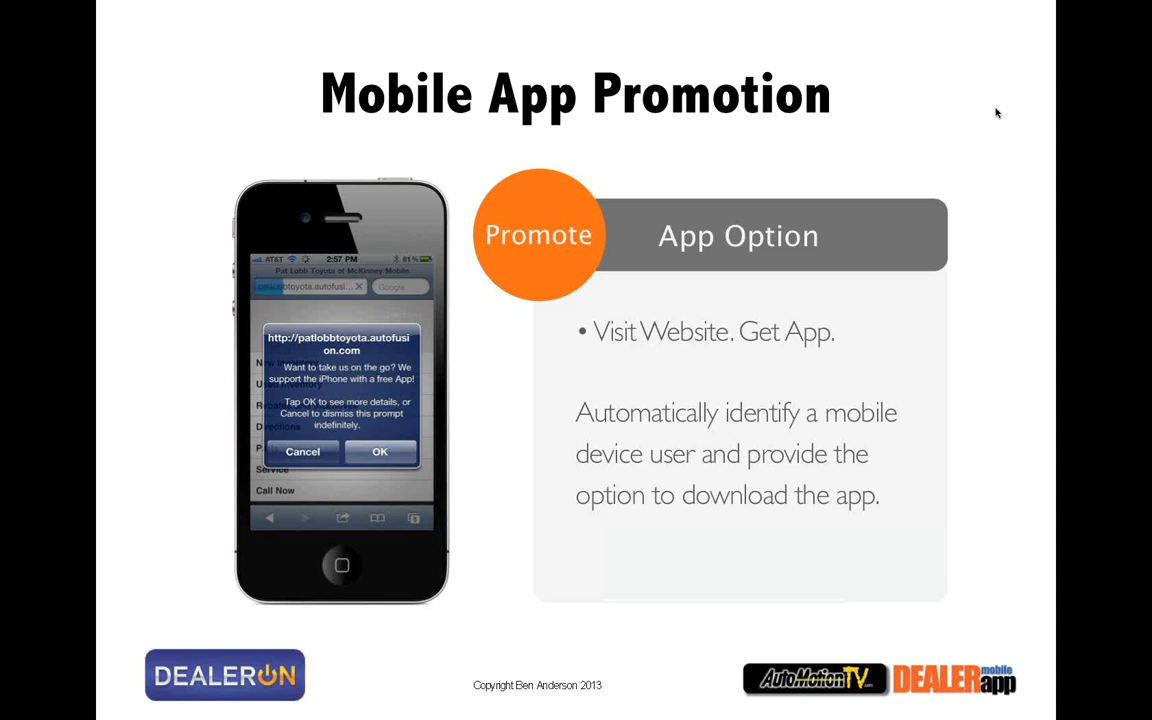 Mobile App Promotion
Promote
App Option
AT&T 2:57 PM 81%
Pat Lobb Toyota of McKinney Mobile
patlobbtoyota.autofusi... Google
http://patlobbtoyota.autofusi
on.com
Want to take us on the go? We
support the iPhone with a free App!
Tap OK to see more details, or
Cancel to dismiss this prompt
indefinitely.
Cancel OK
Service
Call Now
• Visit Website. Get App.
Automatically identify a mobile
device user and provide the
option to download the app.
DEALERON
Copyright Ben Anderson 2013
AutoMotionTV.com
DEALER mobile app